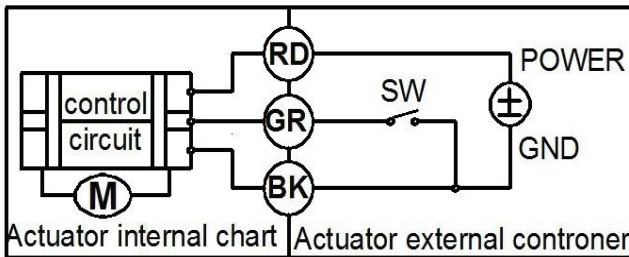 RD
POWER
control
SW
±
GR
circuit
GND
BK
M
Actuator internal chart
Actuator external controner